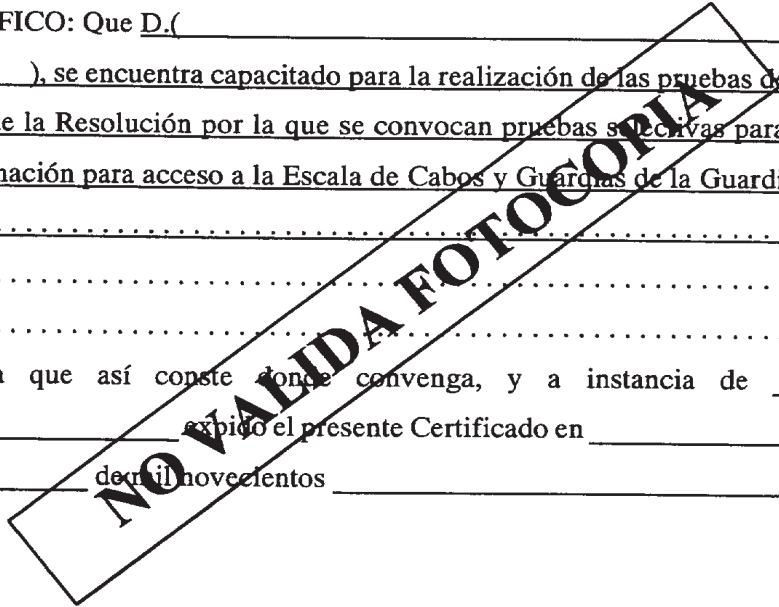 FICO: Que D.(
), se encuentra capacitado para la realización de las pruebas de
e la Resolución por la que se convocan pruebas selectivas para
nación para acceso a la Escala de Cabos y Guardias de la Guardi
que así conste donde convenga, y a instancia de
expido el presente Certificado en
de mil novecientos
NO VALIDA FOTOCOPIA